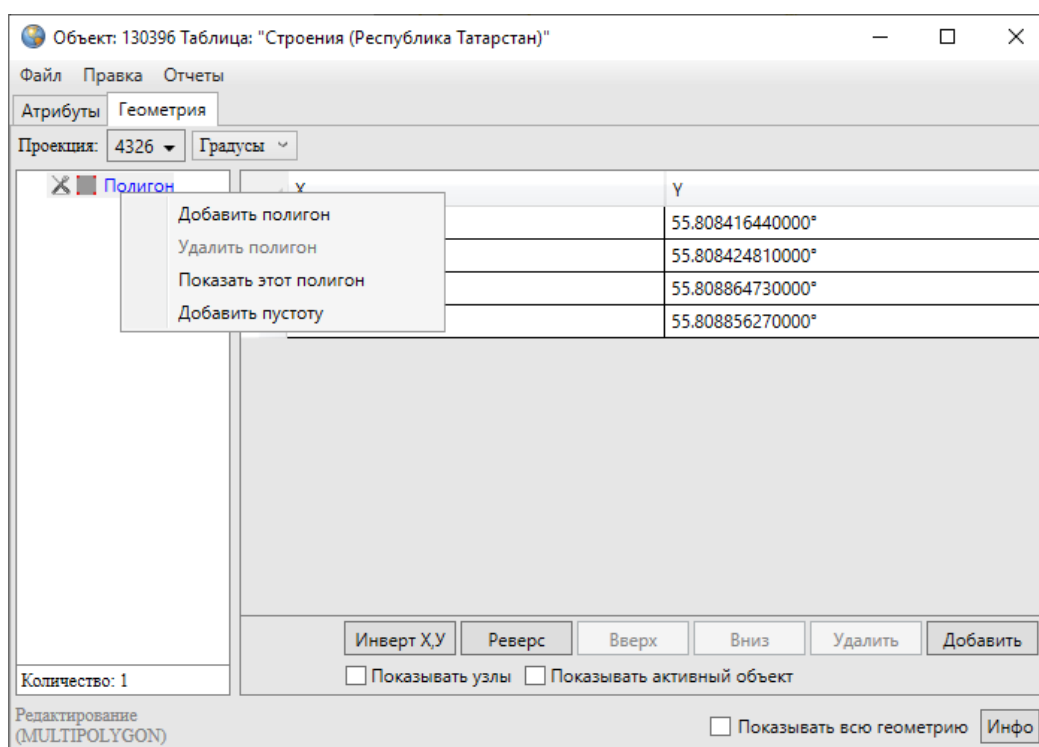 Объект: 130396 Таблица: "Строения (Республика Татарстан)"
Файл Правка Отчеты
Атрибуты Геометрия
Проекция: 4326 Градусы
Полигон X Y
Добавить полигон 55.808416440000°
Удалить полигон 55.808424810000°
Показать этот полигон 55.808864730000°
Добавить пустоту 55.808856270000°
Инверт X,У Реверс Вверх Вниз Удалить Добавить
Количество: 1 Показывать узлы Показывать активный объект
Редактирование
(MULTIPOLYGON) Показывать всю геометрию Инфо